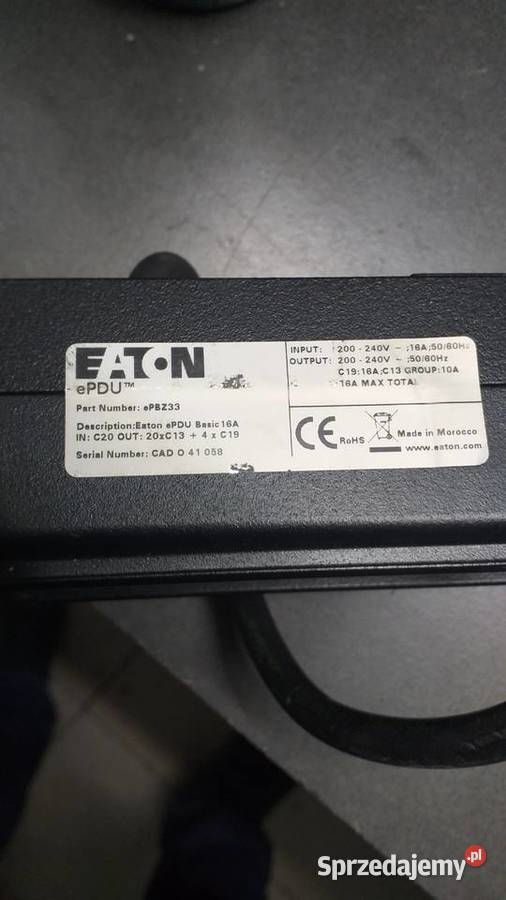 EATON
ePDU™
Part Number: ePBZ33
Description:Eaton ePDU Basic 16A
IN: C20 OUT: 20xC13 + 4 x C19
Serial Number: CAD O 41 058
INPUT: 200 - 240V ~ ;16A;50/60Hz
OUTPUT: 200 - 240V ~ ;50/60Hz
C19:16A;C13 GROUP:10A
16A MAX TOTAL
CE RoHS Made in Morocco
www.eaton.com
Sprzedajemy.pl